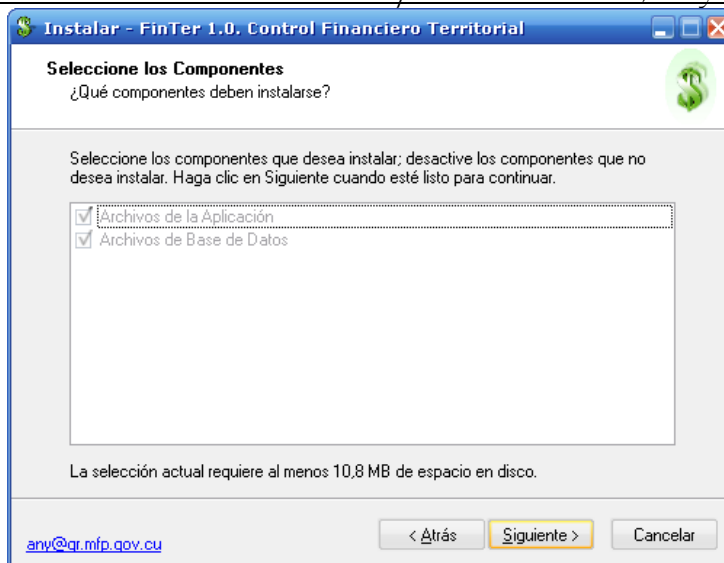 Instalar - FinTer 1.0. Control Financiero Territorial
Seleccione los Componentes
¿Qué componentes deben instalarse?
Seleccione los componentes que desea instalar; desactive los componentes que no
desea instalar. Haga clic en Siguiente cuando esté listo para continuar.
Archivos de la Aplicación
Archivos de Base de Datos
La selección actual requiere al menos 10,8 MB de espacio en disco.
any@gr.mfp.gov.cu
< Atrás
Siguiente >
Cancelar